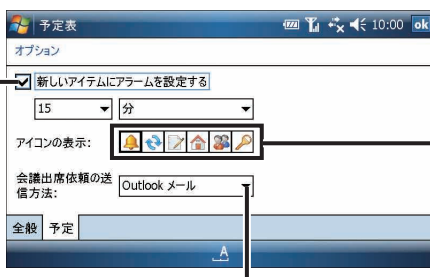 予定表 10:00 ok
オプション
新しいアイテムにアラームを設定する
15 分
アイコンの表示:
会議出席依頼の送
信方法:
Outlook メール
全般 予定
A